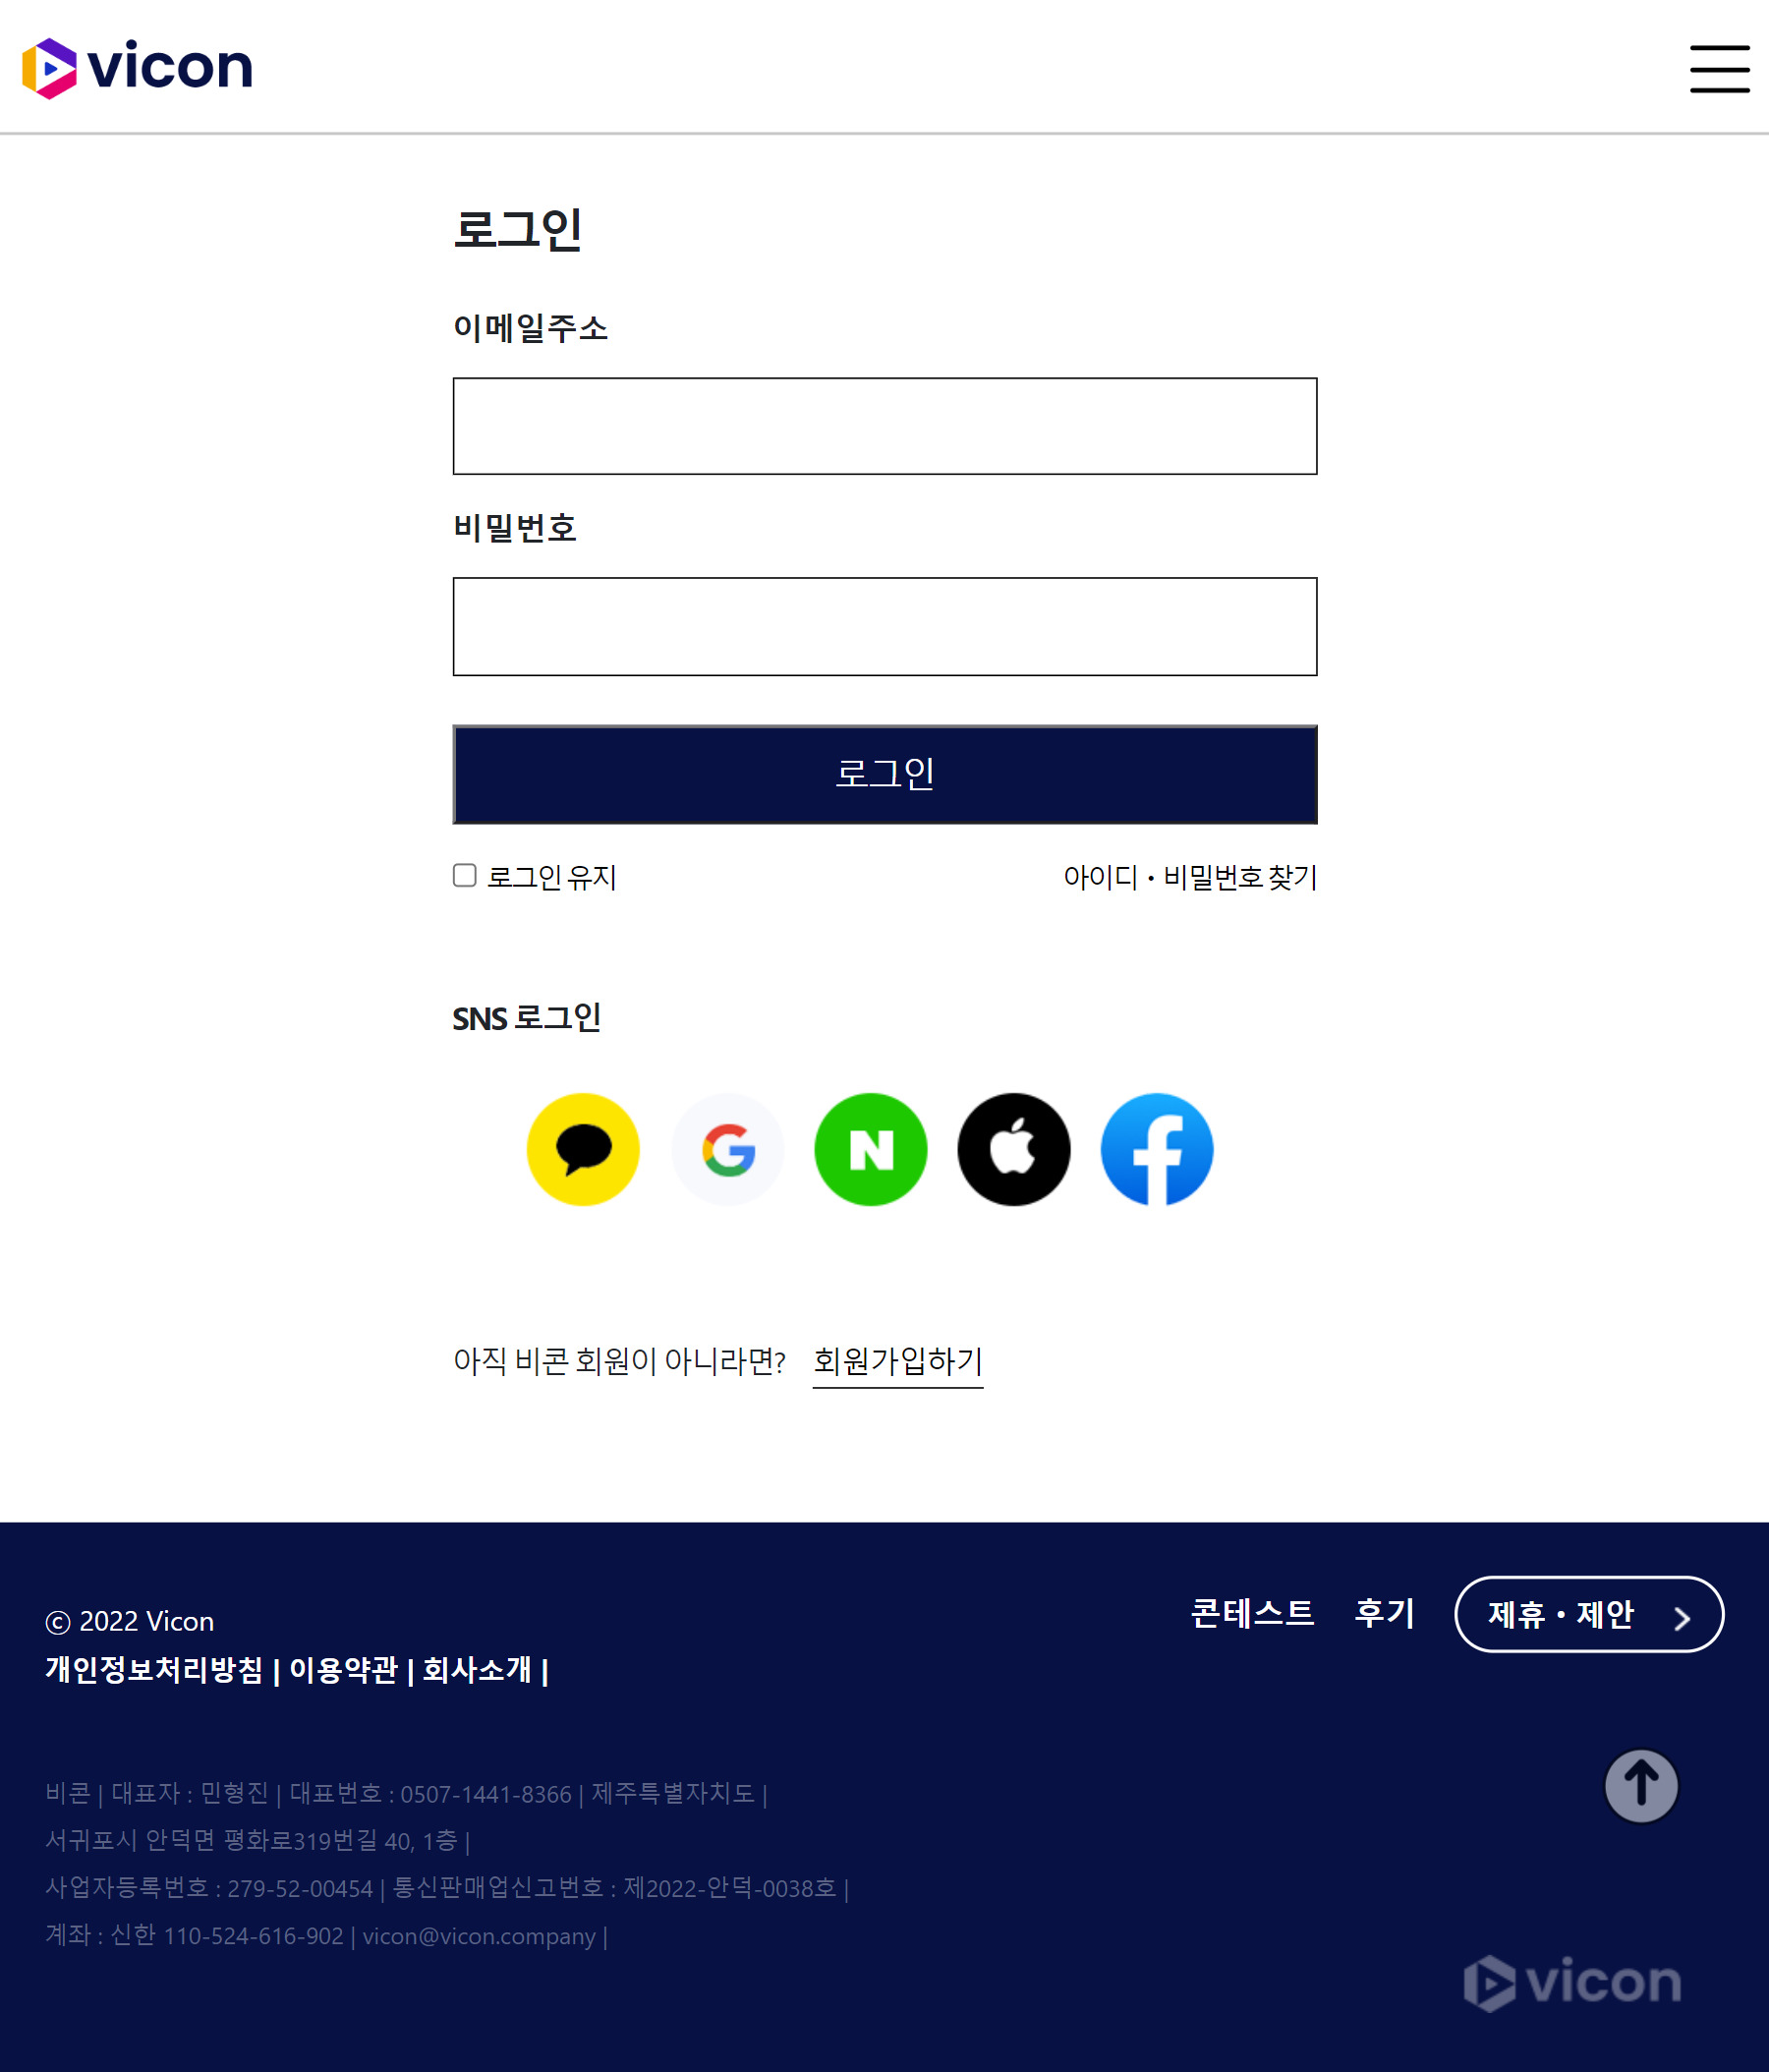 vicon
로그인
이메일주소
비밀번호
로그인
로그인 유지
아이디 • 비밀번호 찾기
SNS 로그인
아직 비콘 회원이 아니라면? 회원가입하기
ⓒ 2022 Vicon
개인정보처리방침 | 이용약관 | 회사소개 |
콘테스트 후기 제휴 • 제안
비콘 | 대표자 : 민형진 | 대표번호 : 0507-1441-8366 | 제주특별자치도 |
서귀포시 안덕면 평화로319번길 40, 1층 |
사업자등록번호 : 279-52-00454 | 통신판매업신고번호 : 제2022-안덕-0038호 |
계좌 : 신한 110-524-616-902 | vicon@vicon.company |
vicon